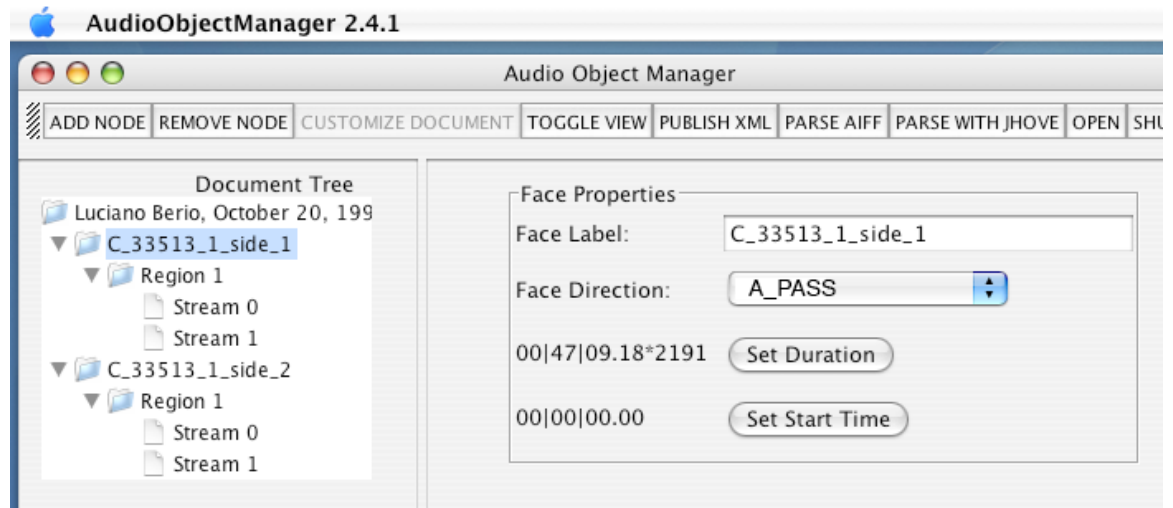 AudioObjectManager 2.4.1
Audio Object Manager
ADD NODE REMOVE NODE CUSTOMIZE DOCUMENT TOGGLE VIEW PUBLISH XML PARSE AIFF PARSE WITH JHOVE OPEN SHU
Document Tree
Luciano Berio, October 20, 199
C_33513_1_side_1
Region 1
Stream 0
Stream 1
C_33513_1_side_2
Region 1
Stream 0
Stream 1
Face Properties
Face Label: C_33513_1_side_1
Face Direction: A_PASS
00|47|09.18*2191 Set Duration
00|00|00.00 Set Start Time